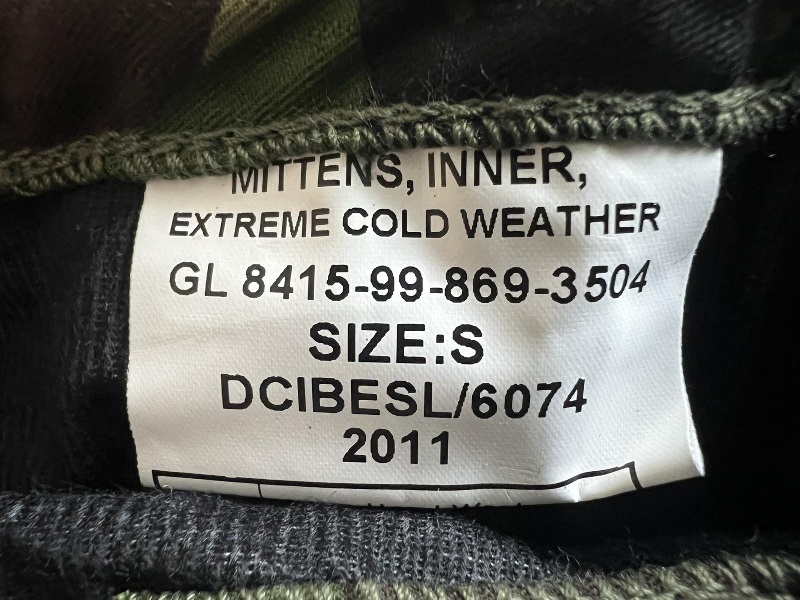 MITTENS, INNER,
EXTREME COLD WEATHER
GL 8415-99-869-3504
SIZE:S
DCIBESL/6074
2011